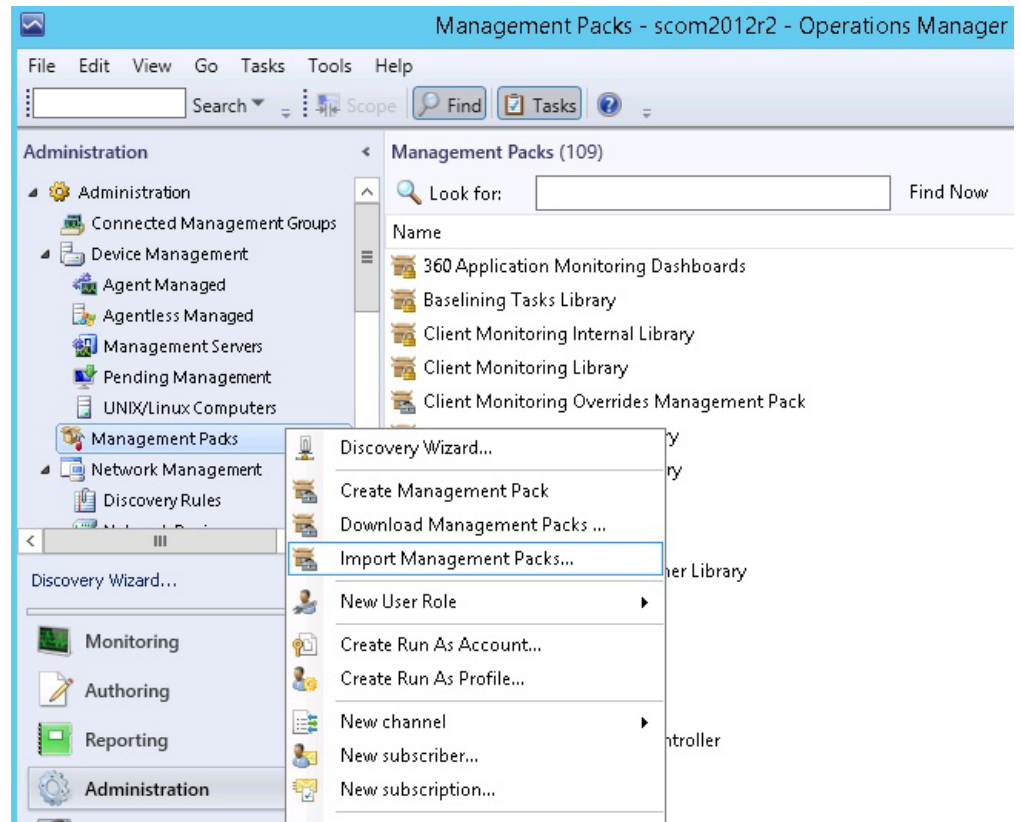 Management Packs - scom2012r2 - Operations Manager
File Edit View Go Tasks Tools Help
Search Scope Find Tasks
Administration
Administration
Connected Management Groups
Device Management
Agent Managed
Agentless Managed
Management Servers
Pending Management
UNIX/Linux Computers
Management Packs
Network Management
Discovery Rules
Discovery Wizard...
Monitoring
Authoring
Reporting
Administration
Management Packs (109)
Look for: Find Now
Name
360 Application Monitoring Dashboards
Baselining Tasks Library
Client Monitoring Internal Library
Client Monitoring Library
Client Monitoring Overrides Management Pack
Library
Discovery Wizard...
Create Management Pack
Download Management Packs ...
Import Management Packs...
New User Role
Create Run As Account...
Create Run As Profile...
New channel
New subscriber...
New subscription...